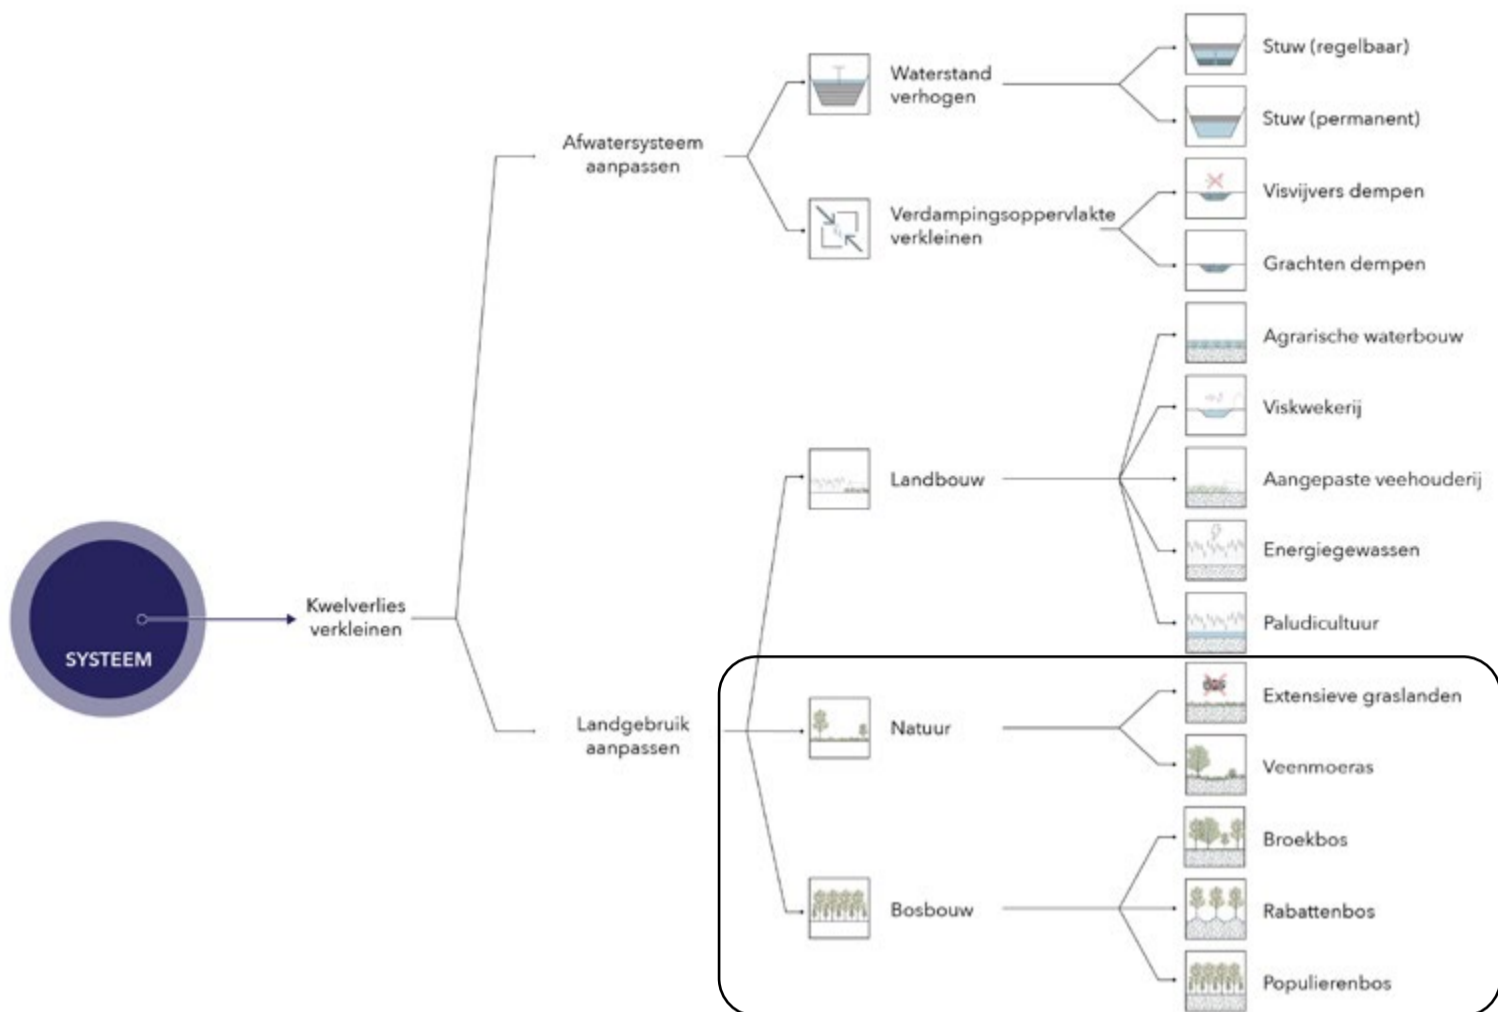 SYSTEEM
Kwelverlies
verkleinen
Afwatersysteem
aanpassen
Waterstand
verhogen
Stuw (regelbaar)
Stuw (permanent)
Verdampingsoppervlakte
verkleinen
Visvijvers dempen
Grachten dempen
Landgebruik
aanpassen
Landbouw
Agrarische waterbouw
Viskwekerij
Aangepaste veehouderij
Energiegewassen
Paludicultuur
Natuur
Extensieve graslanden
Veenmoeras
Bosbouw
Broekbos
Rabattenbos
Populierenbos